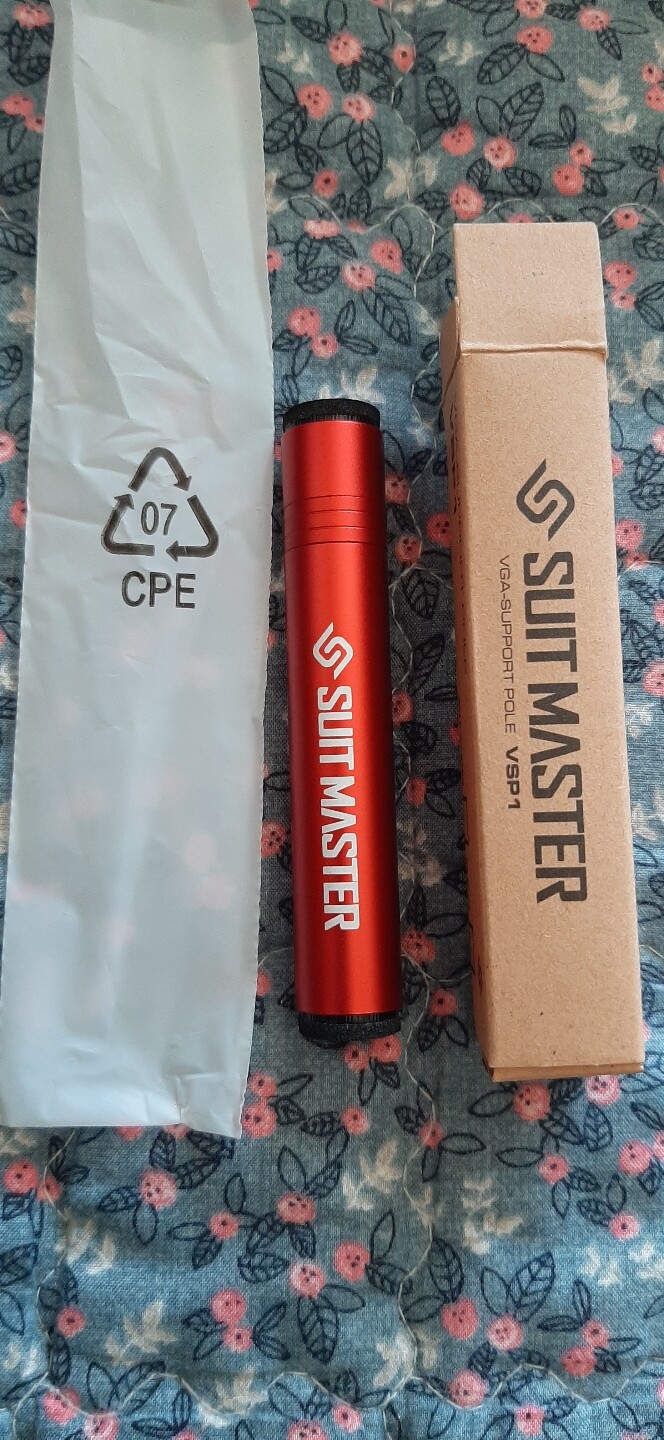 07
CPE
SUIT MASTER
SUIT MASTER
VGA-SUPPORT POLE VSP1